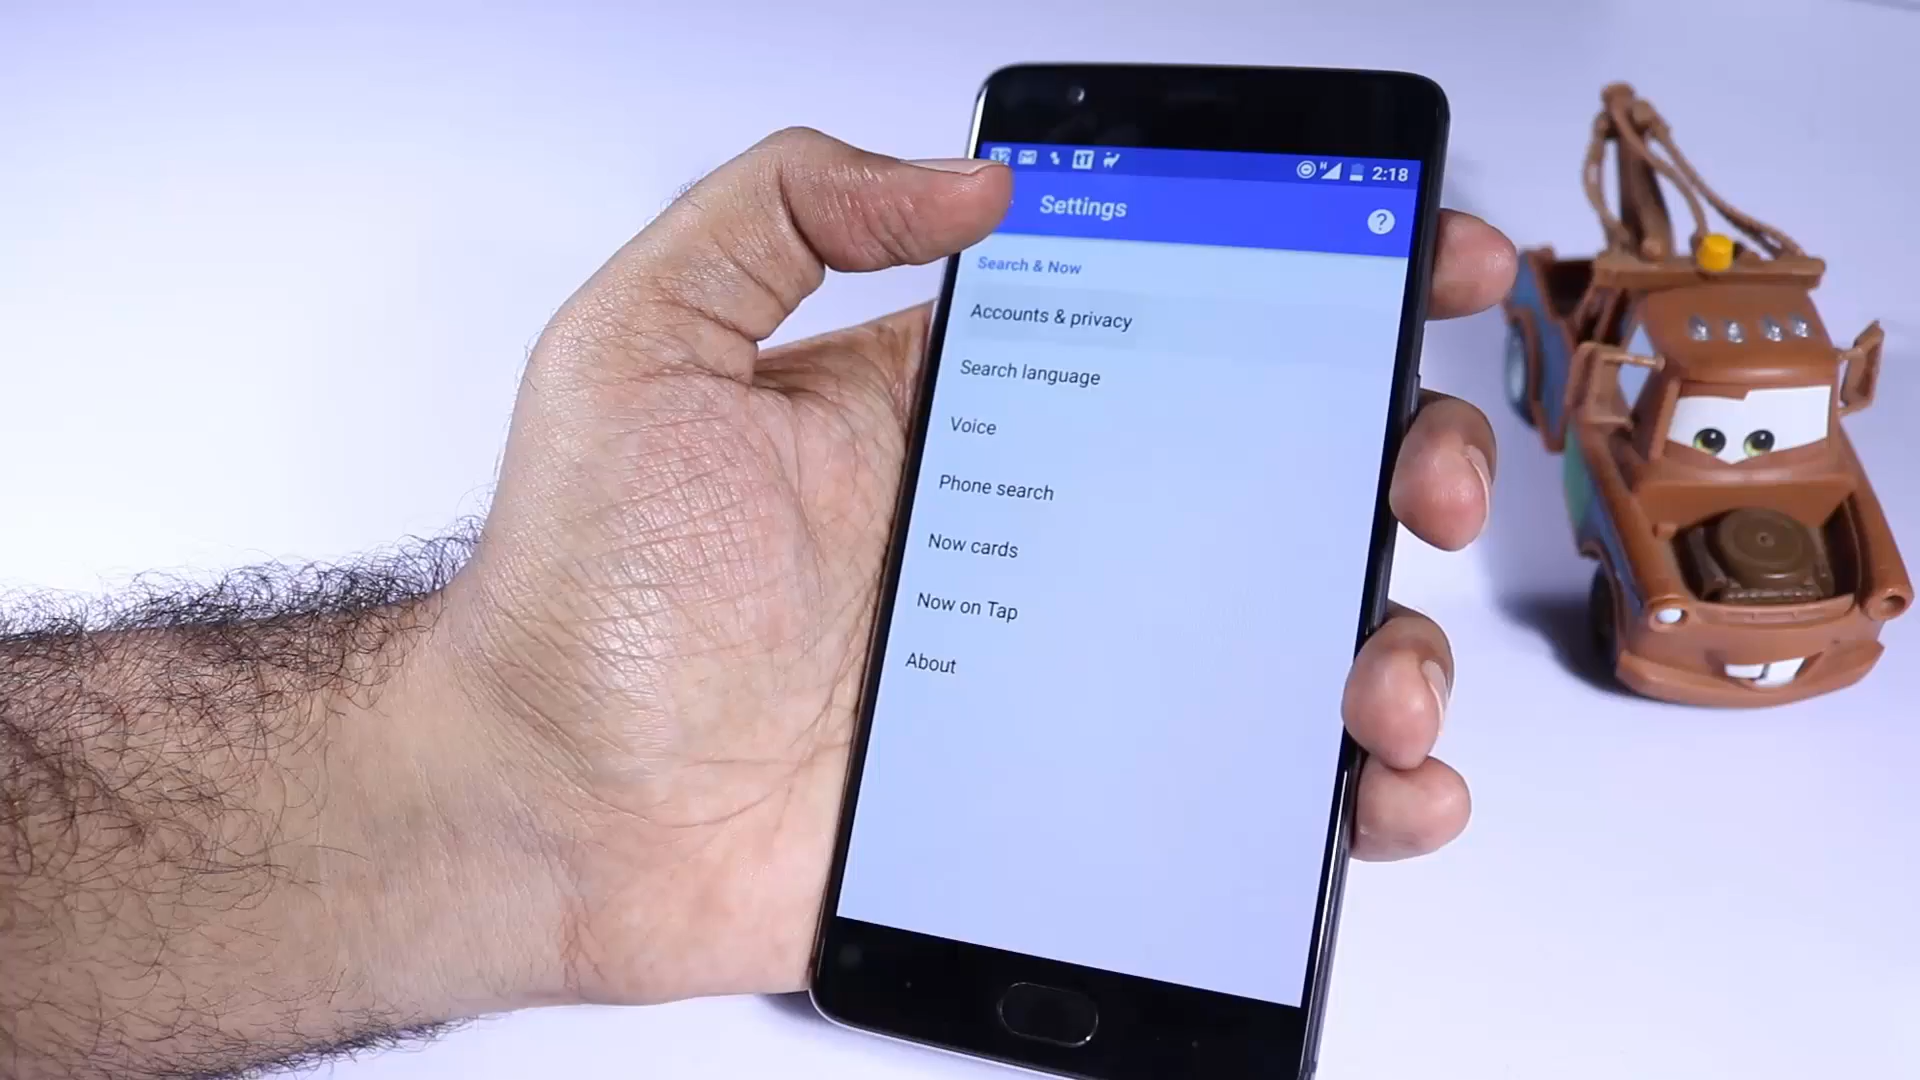 2:18
Settings
Search & Now
Accounts & privacy
Search language
Voice
Phone search
Now cards
Now on Tap
About